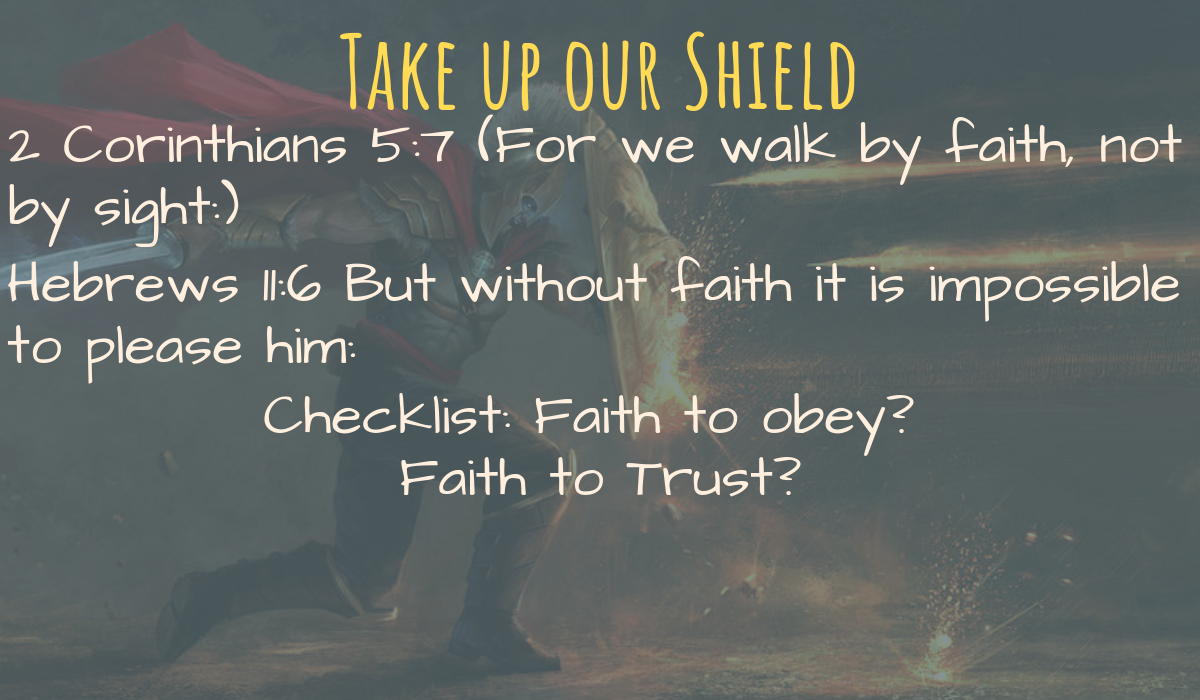 Take up our Shield
2 Corinthians 5:7 (For we walk by faith, not
by sight:)
Hebrews 11:6 But without faith it is impossible
to please him:
Checklist: Faith to obey?
Faith to Trust?